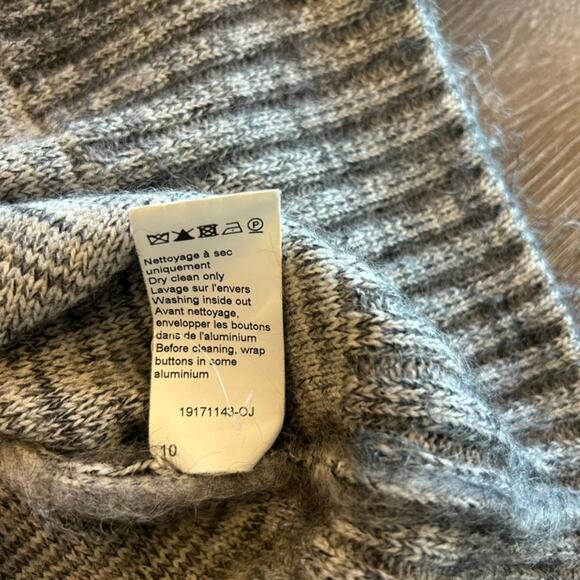 P
Nettoyage à sec
uniquement
Dry clean only
Lavage sur l'envers
Washing inside out
Avant nettoyage,
envelopper les boutons
dans de l'aluminium
Before cleaning, wrap
buttons in some
aluminium
19171143-OJ
10